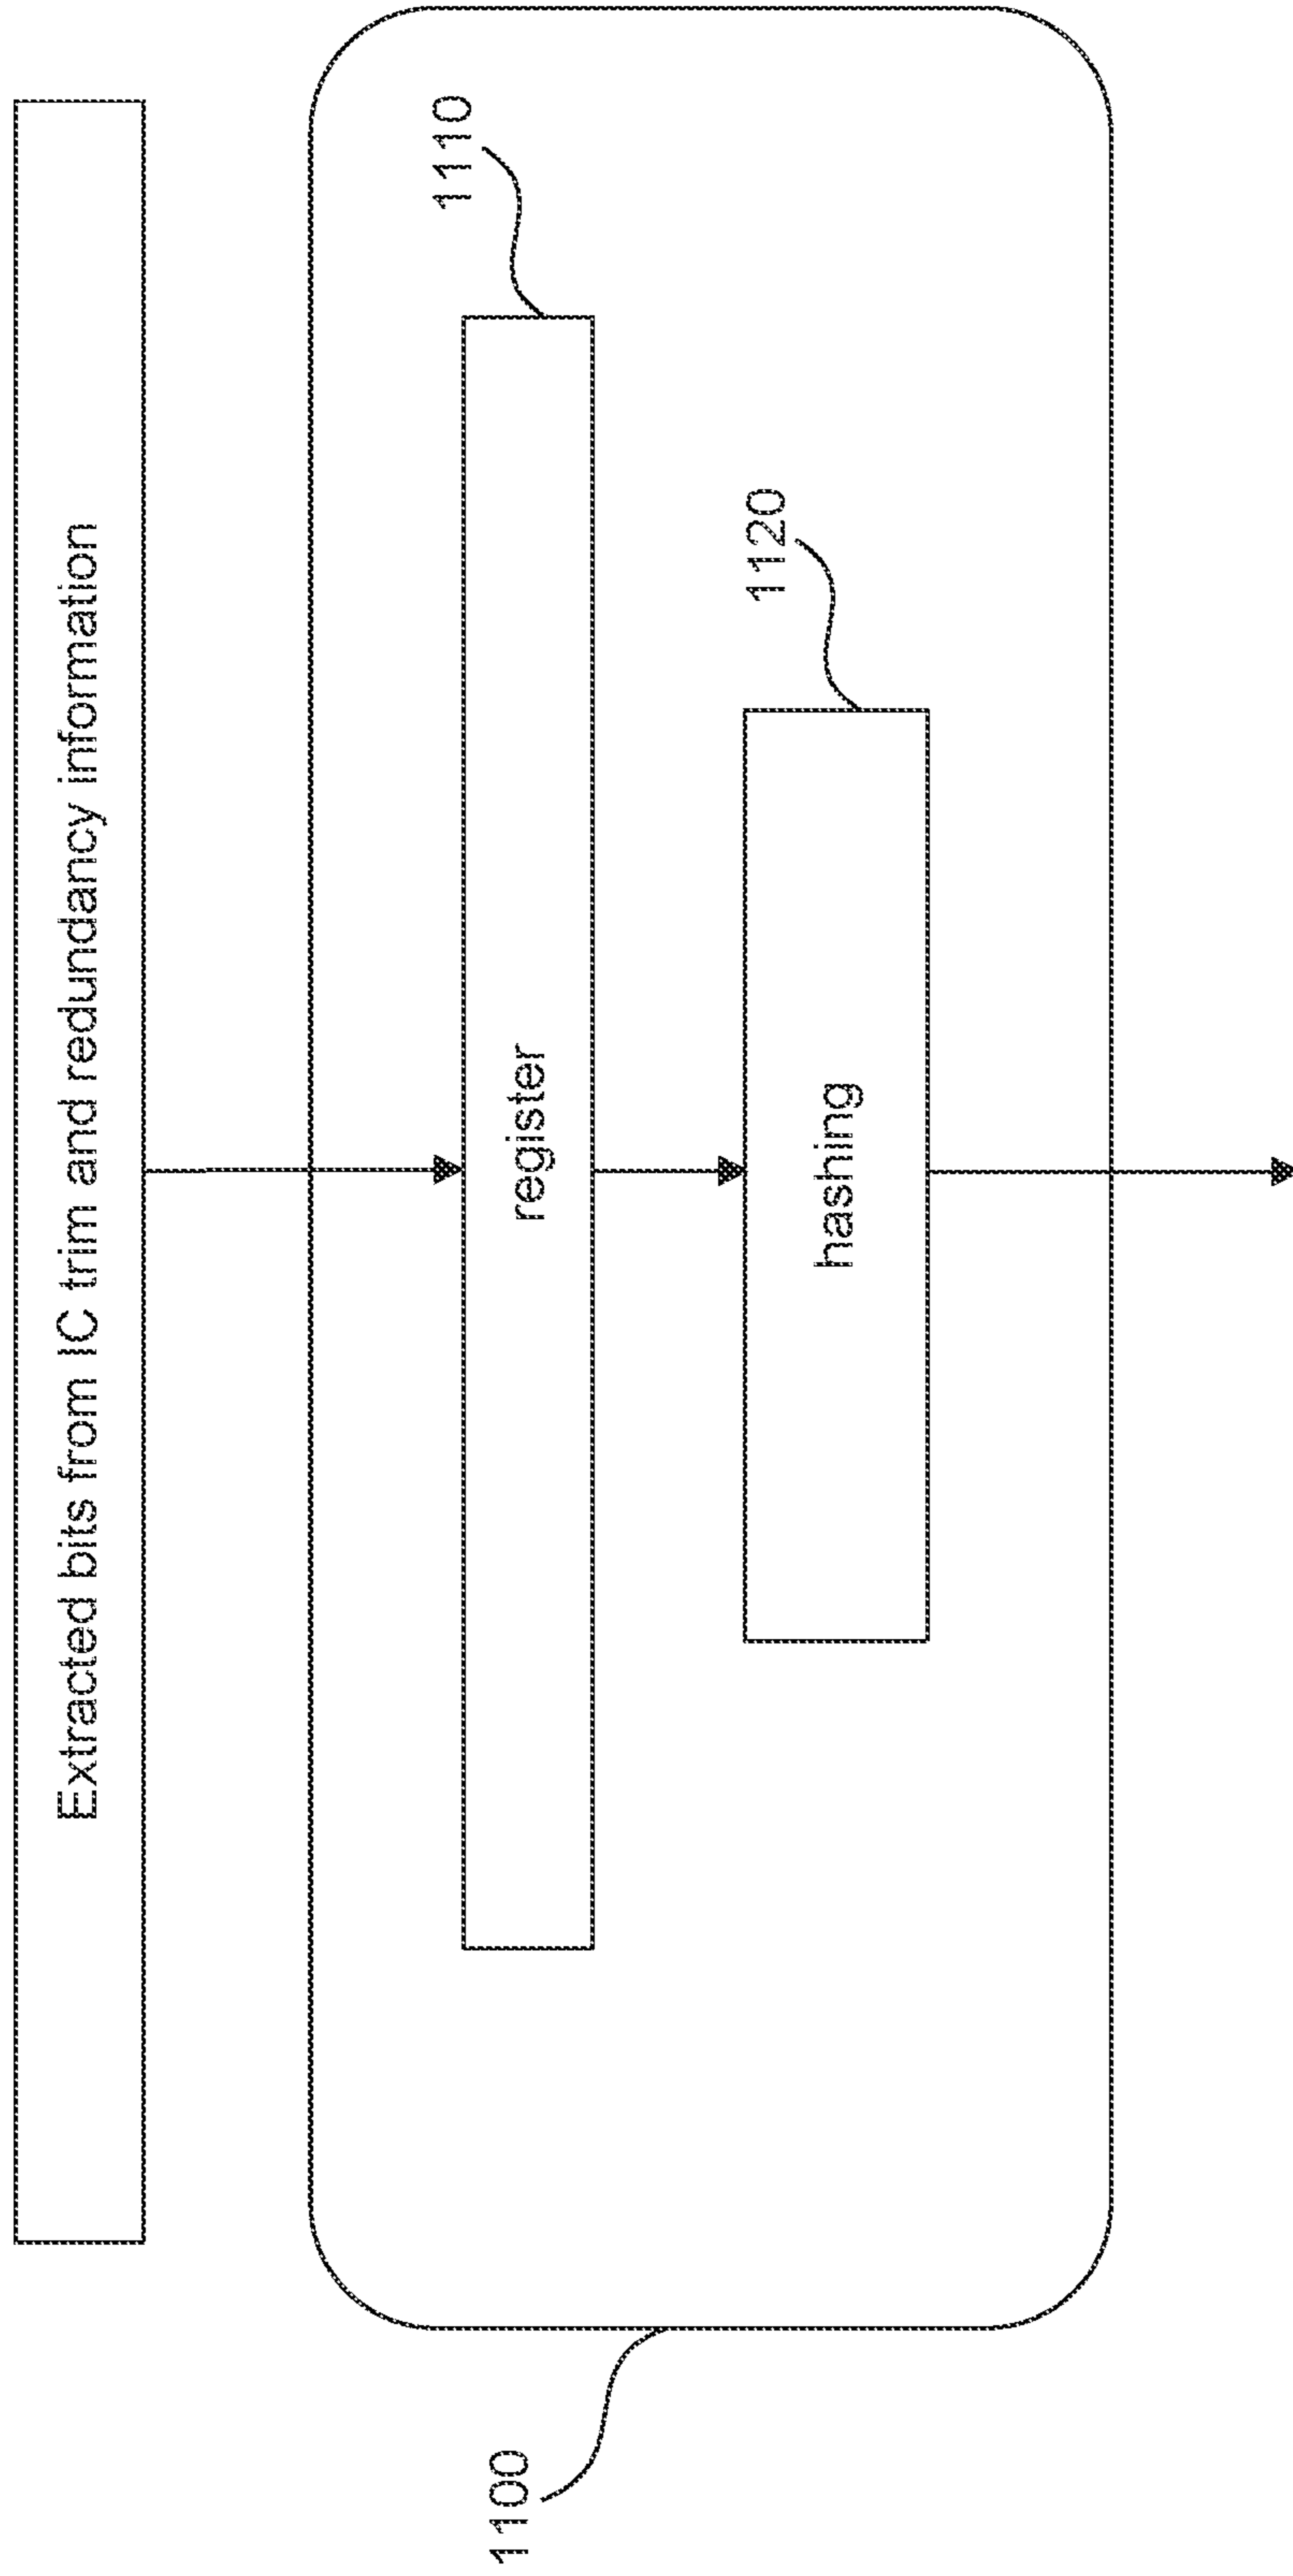 Extracted bits from IC trim and redundancy information
1110
register
1120
hashing
1100